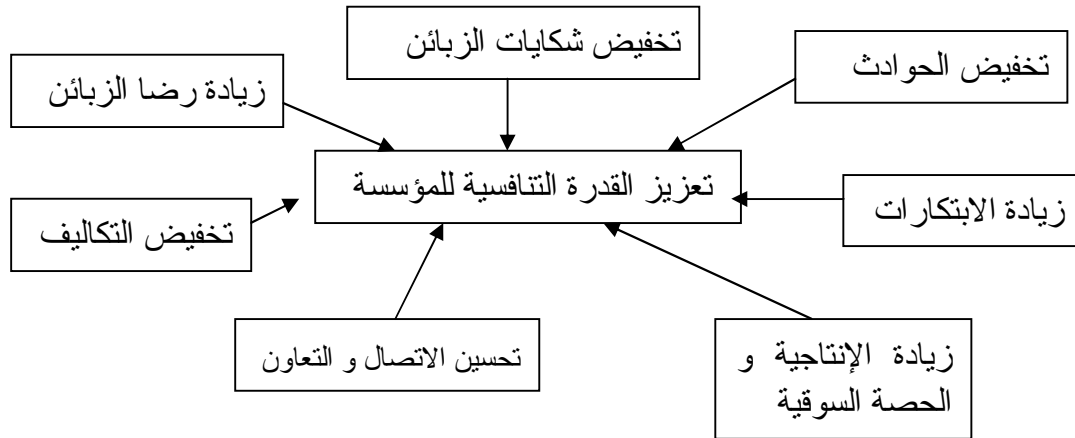 تخفيض شكايات الزبائن
تخفيض الحوادث
زيادة رضا الزبائن
تعزيز القدرة التنافسية للمؤسسة
زيادة الابتكارات
تخفيض التكاليف
تحسين الاتصال و التعاون
زيادة الإنتاجية و
الحصة السوقية